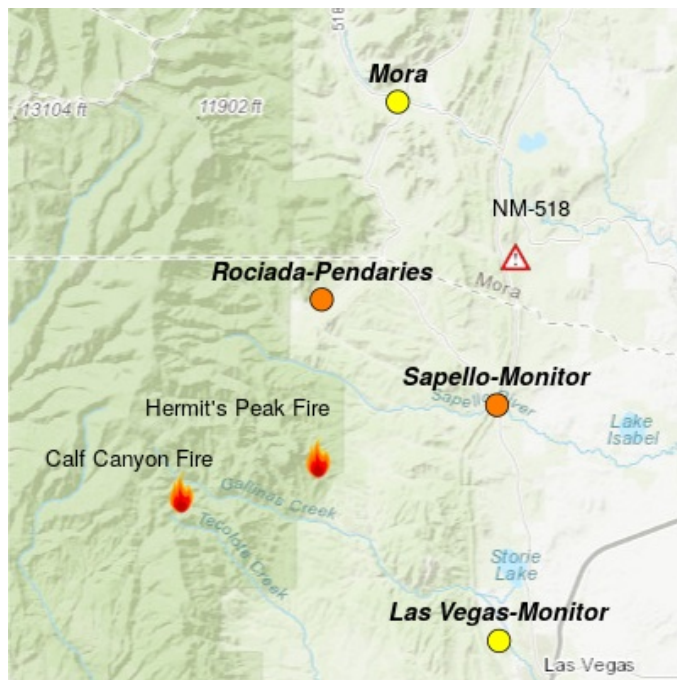 518
Mora
13104 ft
11902 ft
NM-518
Rociada-Pendaries
Mora
Sapello-Monitor
Sapello River
Hermit's Peak Fire
Lake
Isabel
Calf Canyon Fire
Gallinas Creek
Tecolote Creek
Storie
Lake
Las Vegas-Monitor
Las Vegas